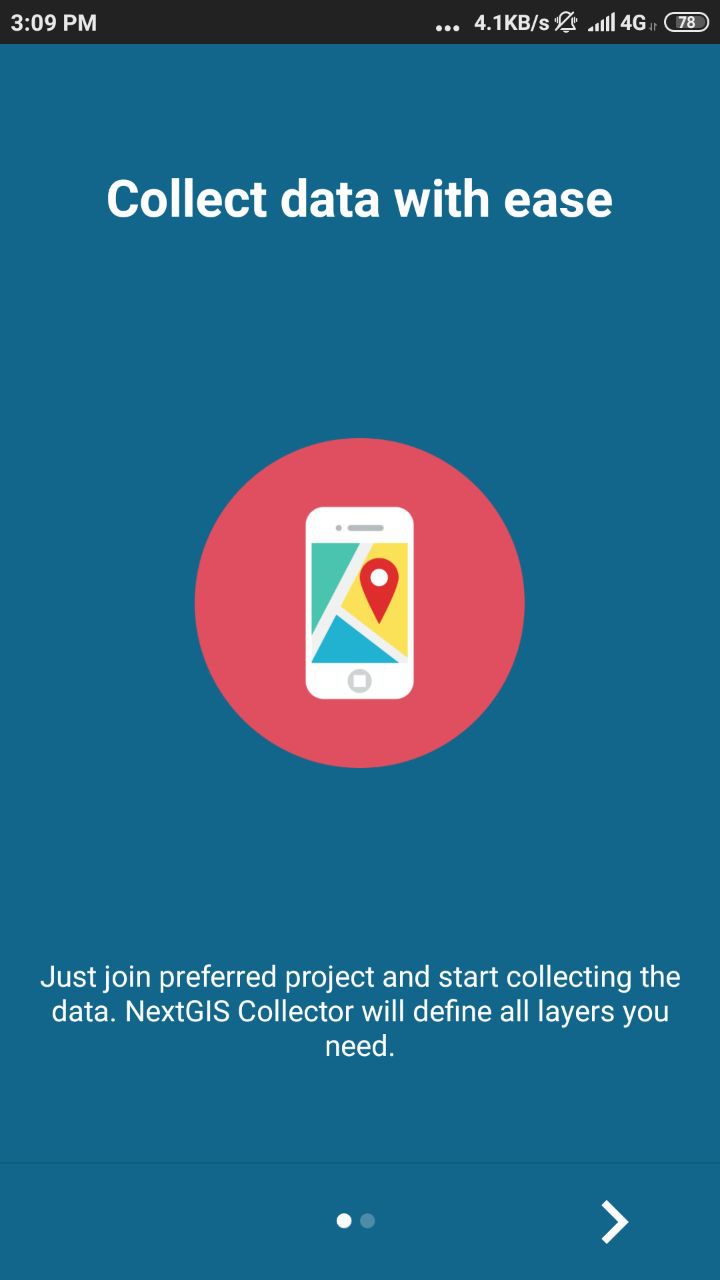 3:09 PM ... 4.1KB/s 4G 78
Collect data with ease
Just join preferred project and start collecting the
data. NextGIS Collector will define all layers you
need.